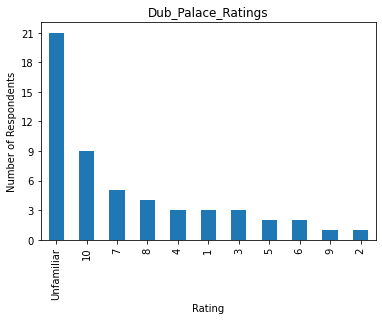 Dub_Palace_Ratings
Number of Respondents
21
18
15
12
9
6
3
0
Unfamiliar 10 7 8 4 1 3 5 6 9 2
Rating